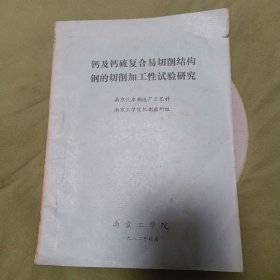 钙及钙硫复合易切削结构
钢的切削加工性试验研究
南京汽车制造厂工艺科
南京工学院机制教研组
南京工学院
一九八二年